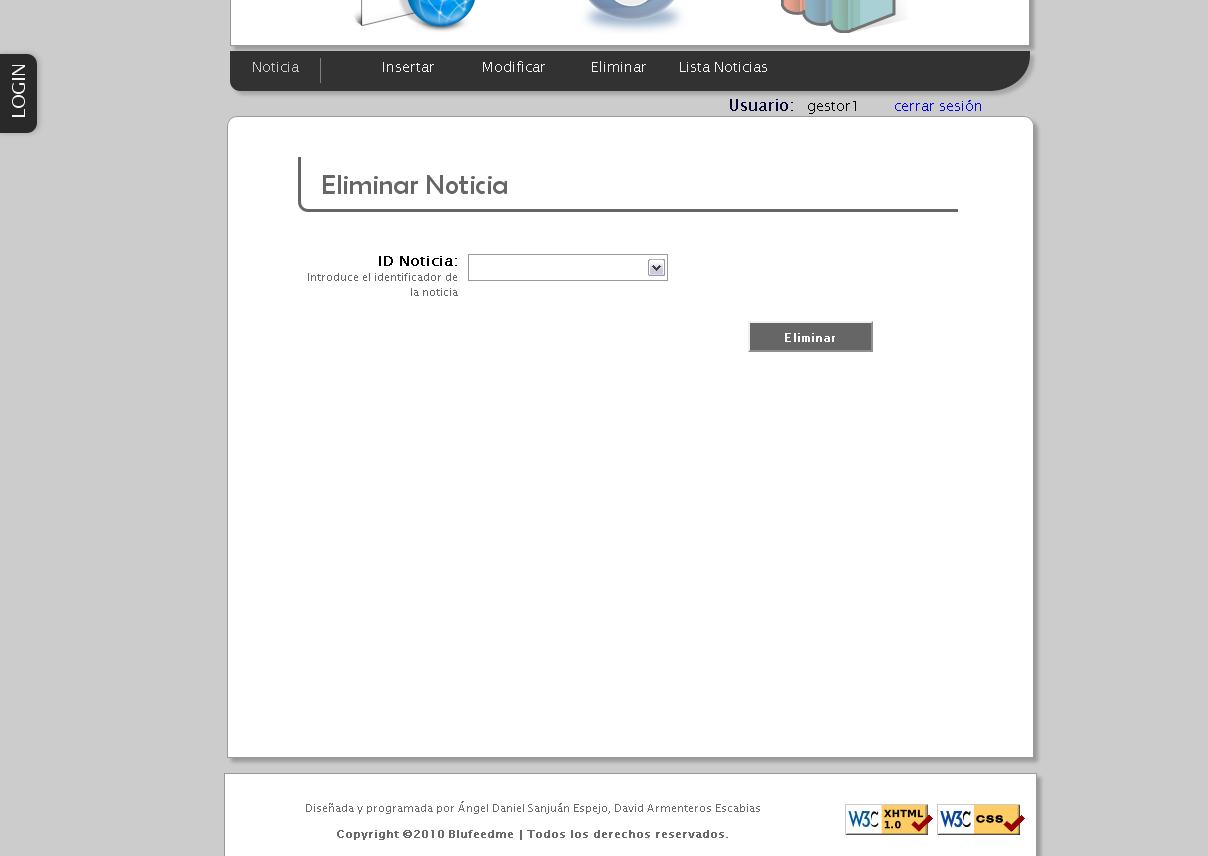 LOGIN
Noticia Insertar Modificar Eliminar Lista Noticias
Usuario: gestor1 cerrar sesión
Eliminar Noticia
ID Noticia:
Introduce el identificador de
la noticia
Eliminar
Diseñada y programada por Ángel Daniel Sanjuán Espejo, David Armenteros Escabias
Copyright ©2010 Blufeedme | Todos los derechos reservados.
W3C XHTML 1.0
W3C CSS